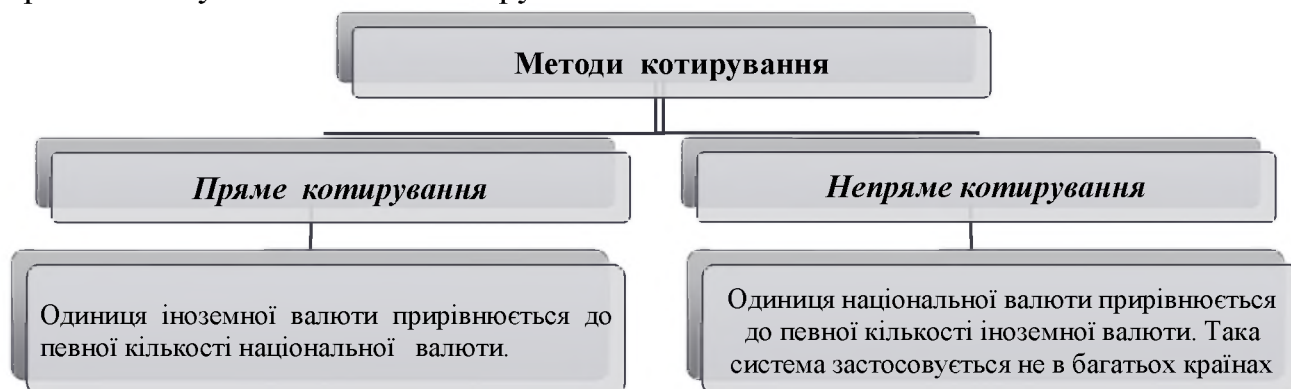 Методи котирування
Пряме котирування
Непряме котирування
Одиниця іноземної валюти прирівнюється до
певної кількості національної валюти.
Одиниця національної валюти прирівнюється
до певної кількості іноземної валюти. Така
система застосовується не в багатьох країнах